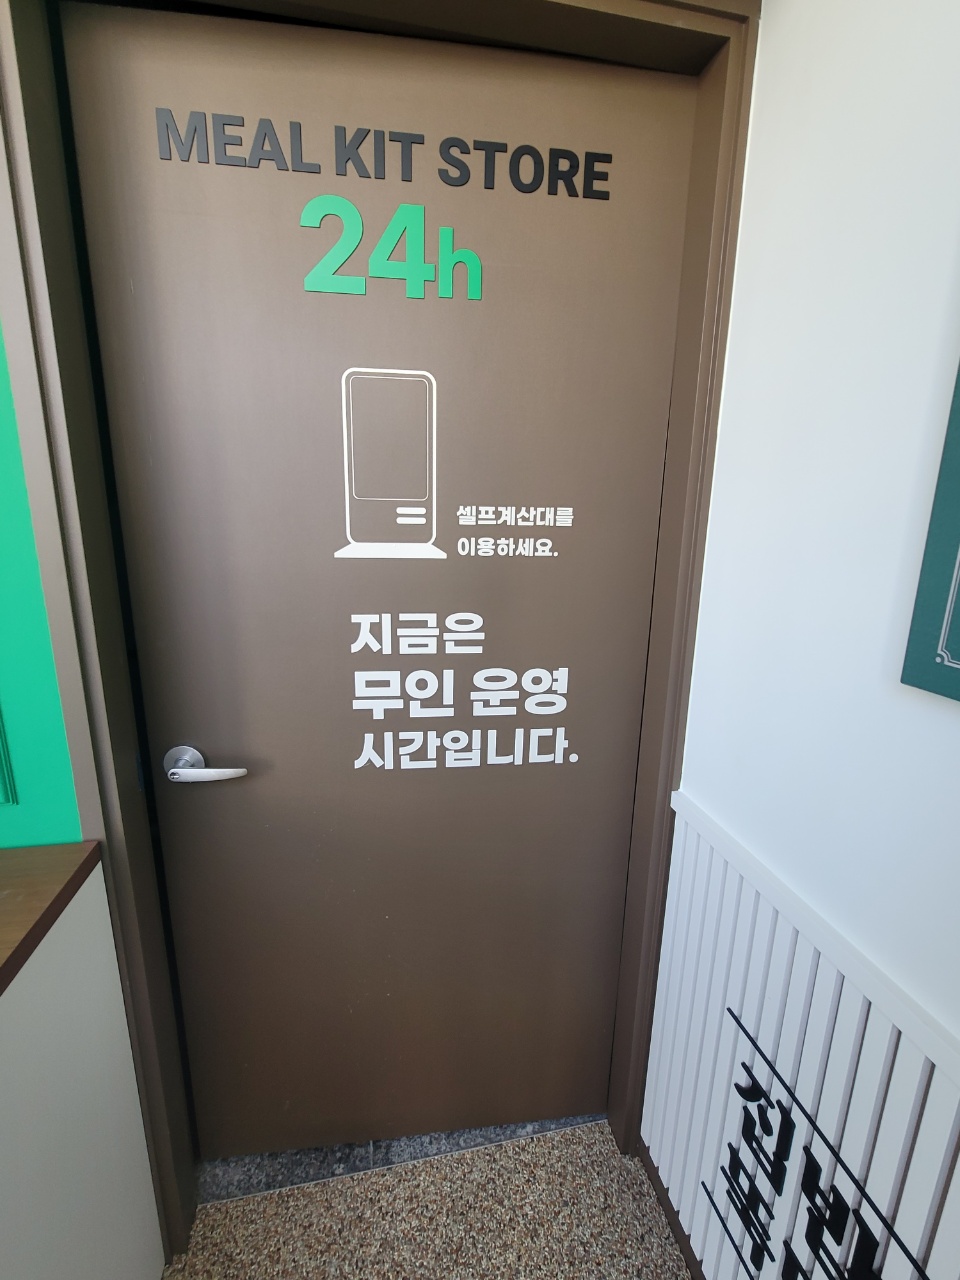 MEAL KIT STORE
24h
셀프계산대를
이용하세요.
지금은
무인 운영
시간입니다.